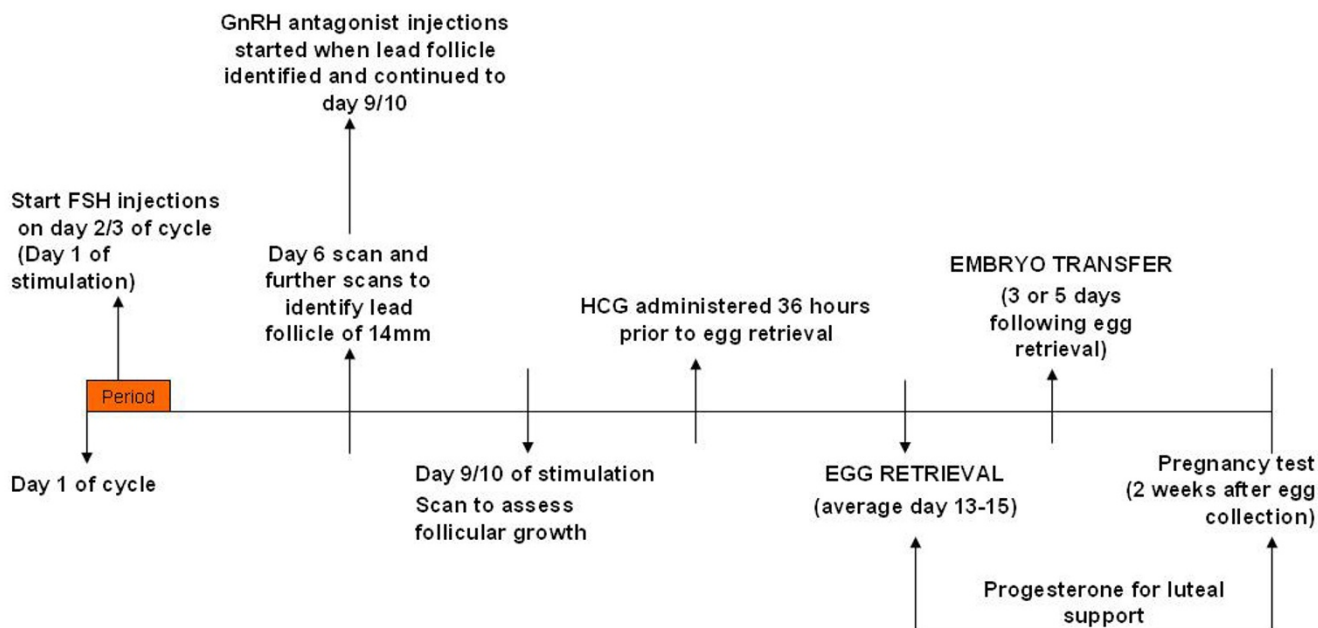 GnRH antagonist injections
started when lead follicle
identified and continued to
day 9/10
Start FSH injections
on day 2/3 of cycle
(Day 1 of
stimulation)
Day 6 scan and
further scans to
identify lead
follicle of 14mm
HCG administered 36 hours
prior to egg retrieval
EMBRYO TRANSFER
(3 or 5 days
following egg
retrieval)
Period
Day 1 of cycle
Day 9/10 of stimulation
Scan to assess
follicular growth
EGG RETRIEVAL
(average day 13-15)
Pregnancy test
(2 weeks after egg
collection)
Progesterone for luteal
support